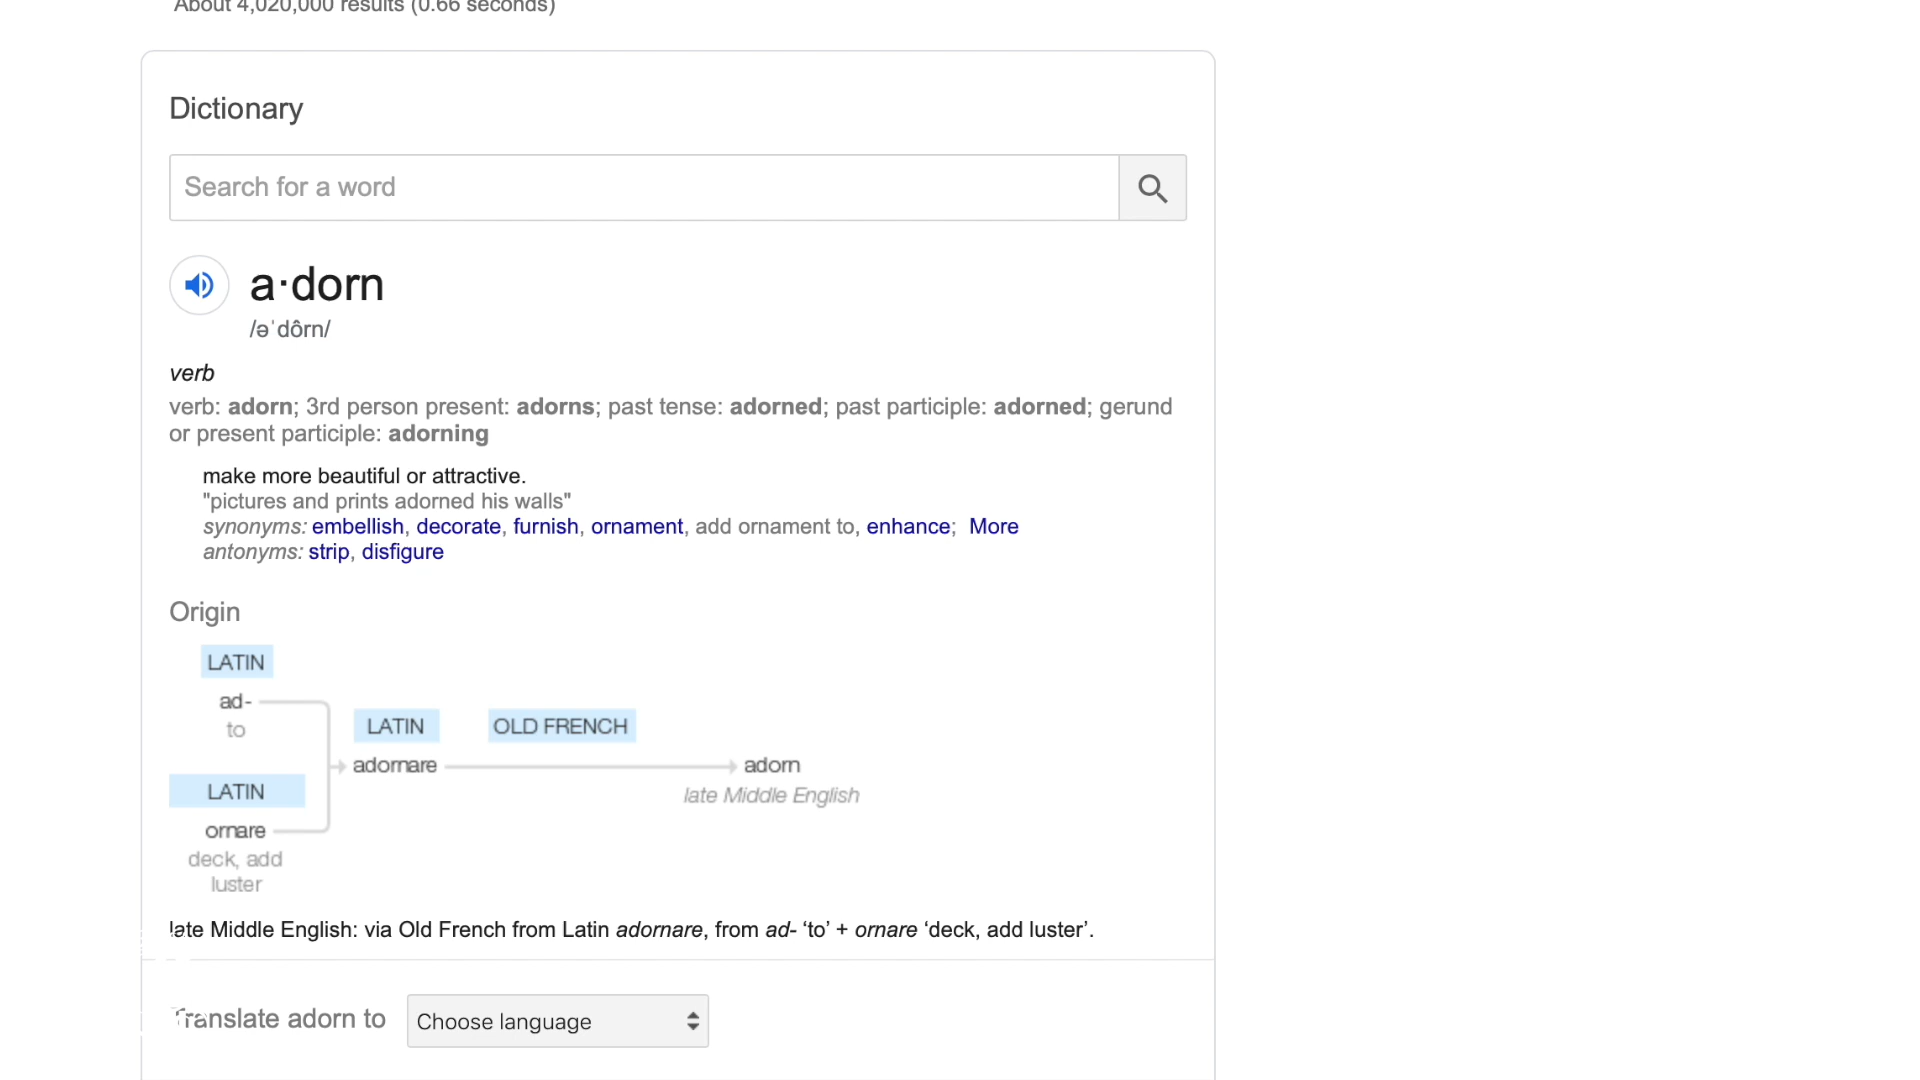 About 4,020,000 results (0.66 seconds)
Dictionary
Search for a word
a·dorn
/əˈdôrn/
verb
verb: adorn; 3rd person present: adorns; past tense: adorned; past participle: adorned; gerund
or present participle: adorning
make more beautiful or attractive.
"pictures and prints adorned his walls"
synonyms: embellish, decorate, furnish, ornament, add ornament to, enhance; More
antonyms: strip, disfigure
Origin
LATIN
ad-
to
LATIN
ornare
deck, add
luster
LATIN
adornare
OLD FRENCH
adorn
late Middle English
late Middle English: via Old French from Latin adornare, from ad- ‘to’ + ornare ‘deck, add luster’.
Translate adorn to
Choose language